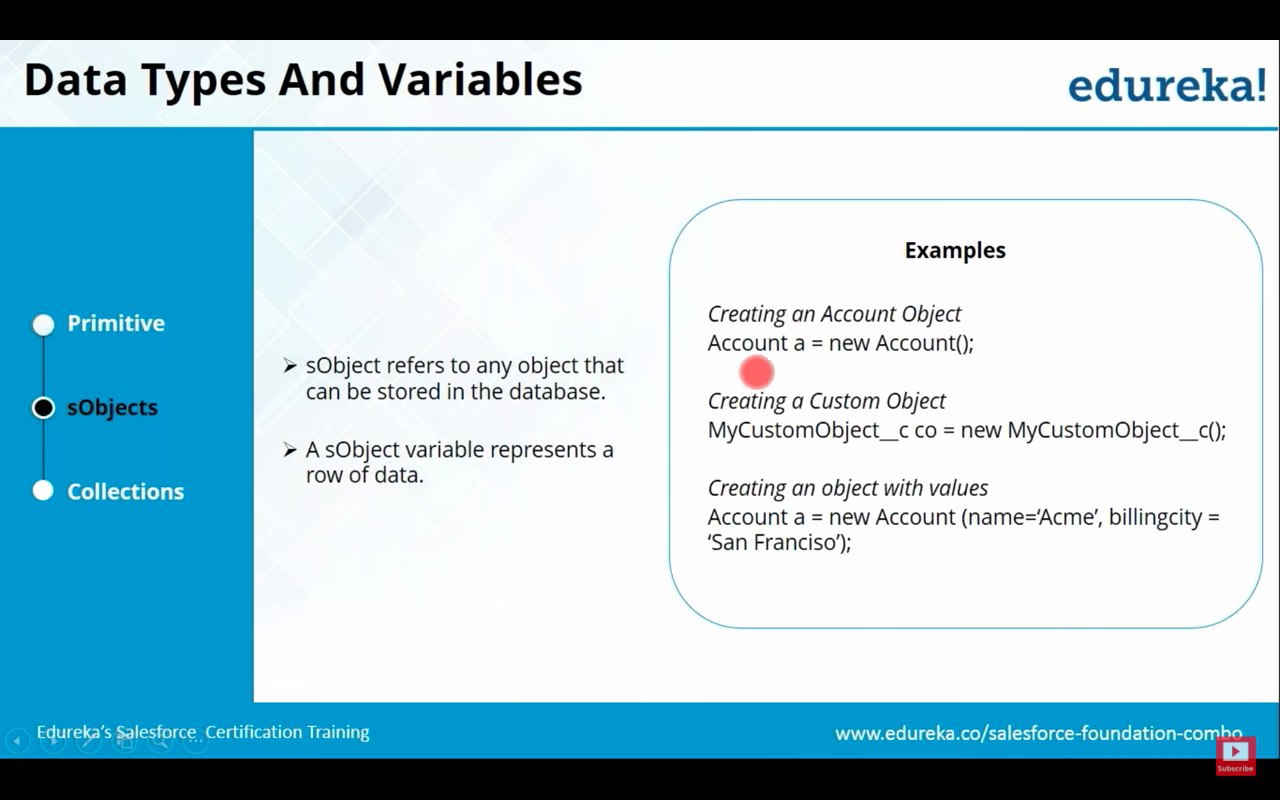 Data Types And Variables
edureka!
Primitive
sObjects
Collections
➢ sObject refers to any object that
can be stored in the database.
➢ A sObject variable represents a
row of data.
Examples
Creating an Account Object
Account a = new Account();
Creating a Custom Object
MyCustomObject__c co = new MyCustomObject__c();
Creating an object with values
Account a = new Account (name=‘Acme’, billingcity =
‘San Franciso’);
Edureka’s Salesforce Certification Training
www.edureka.co/salesforce-foundation-combo
Subscribe